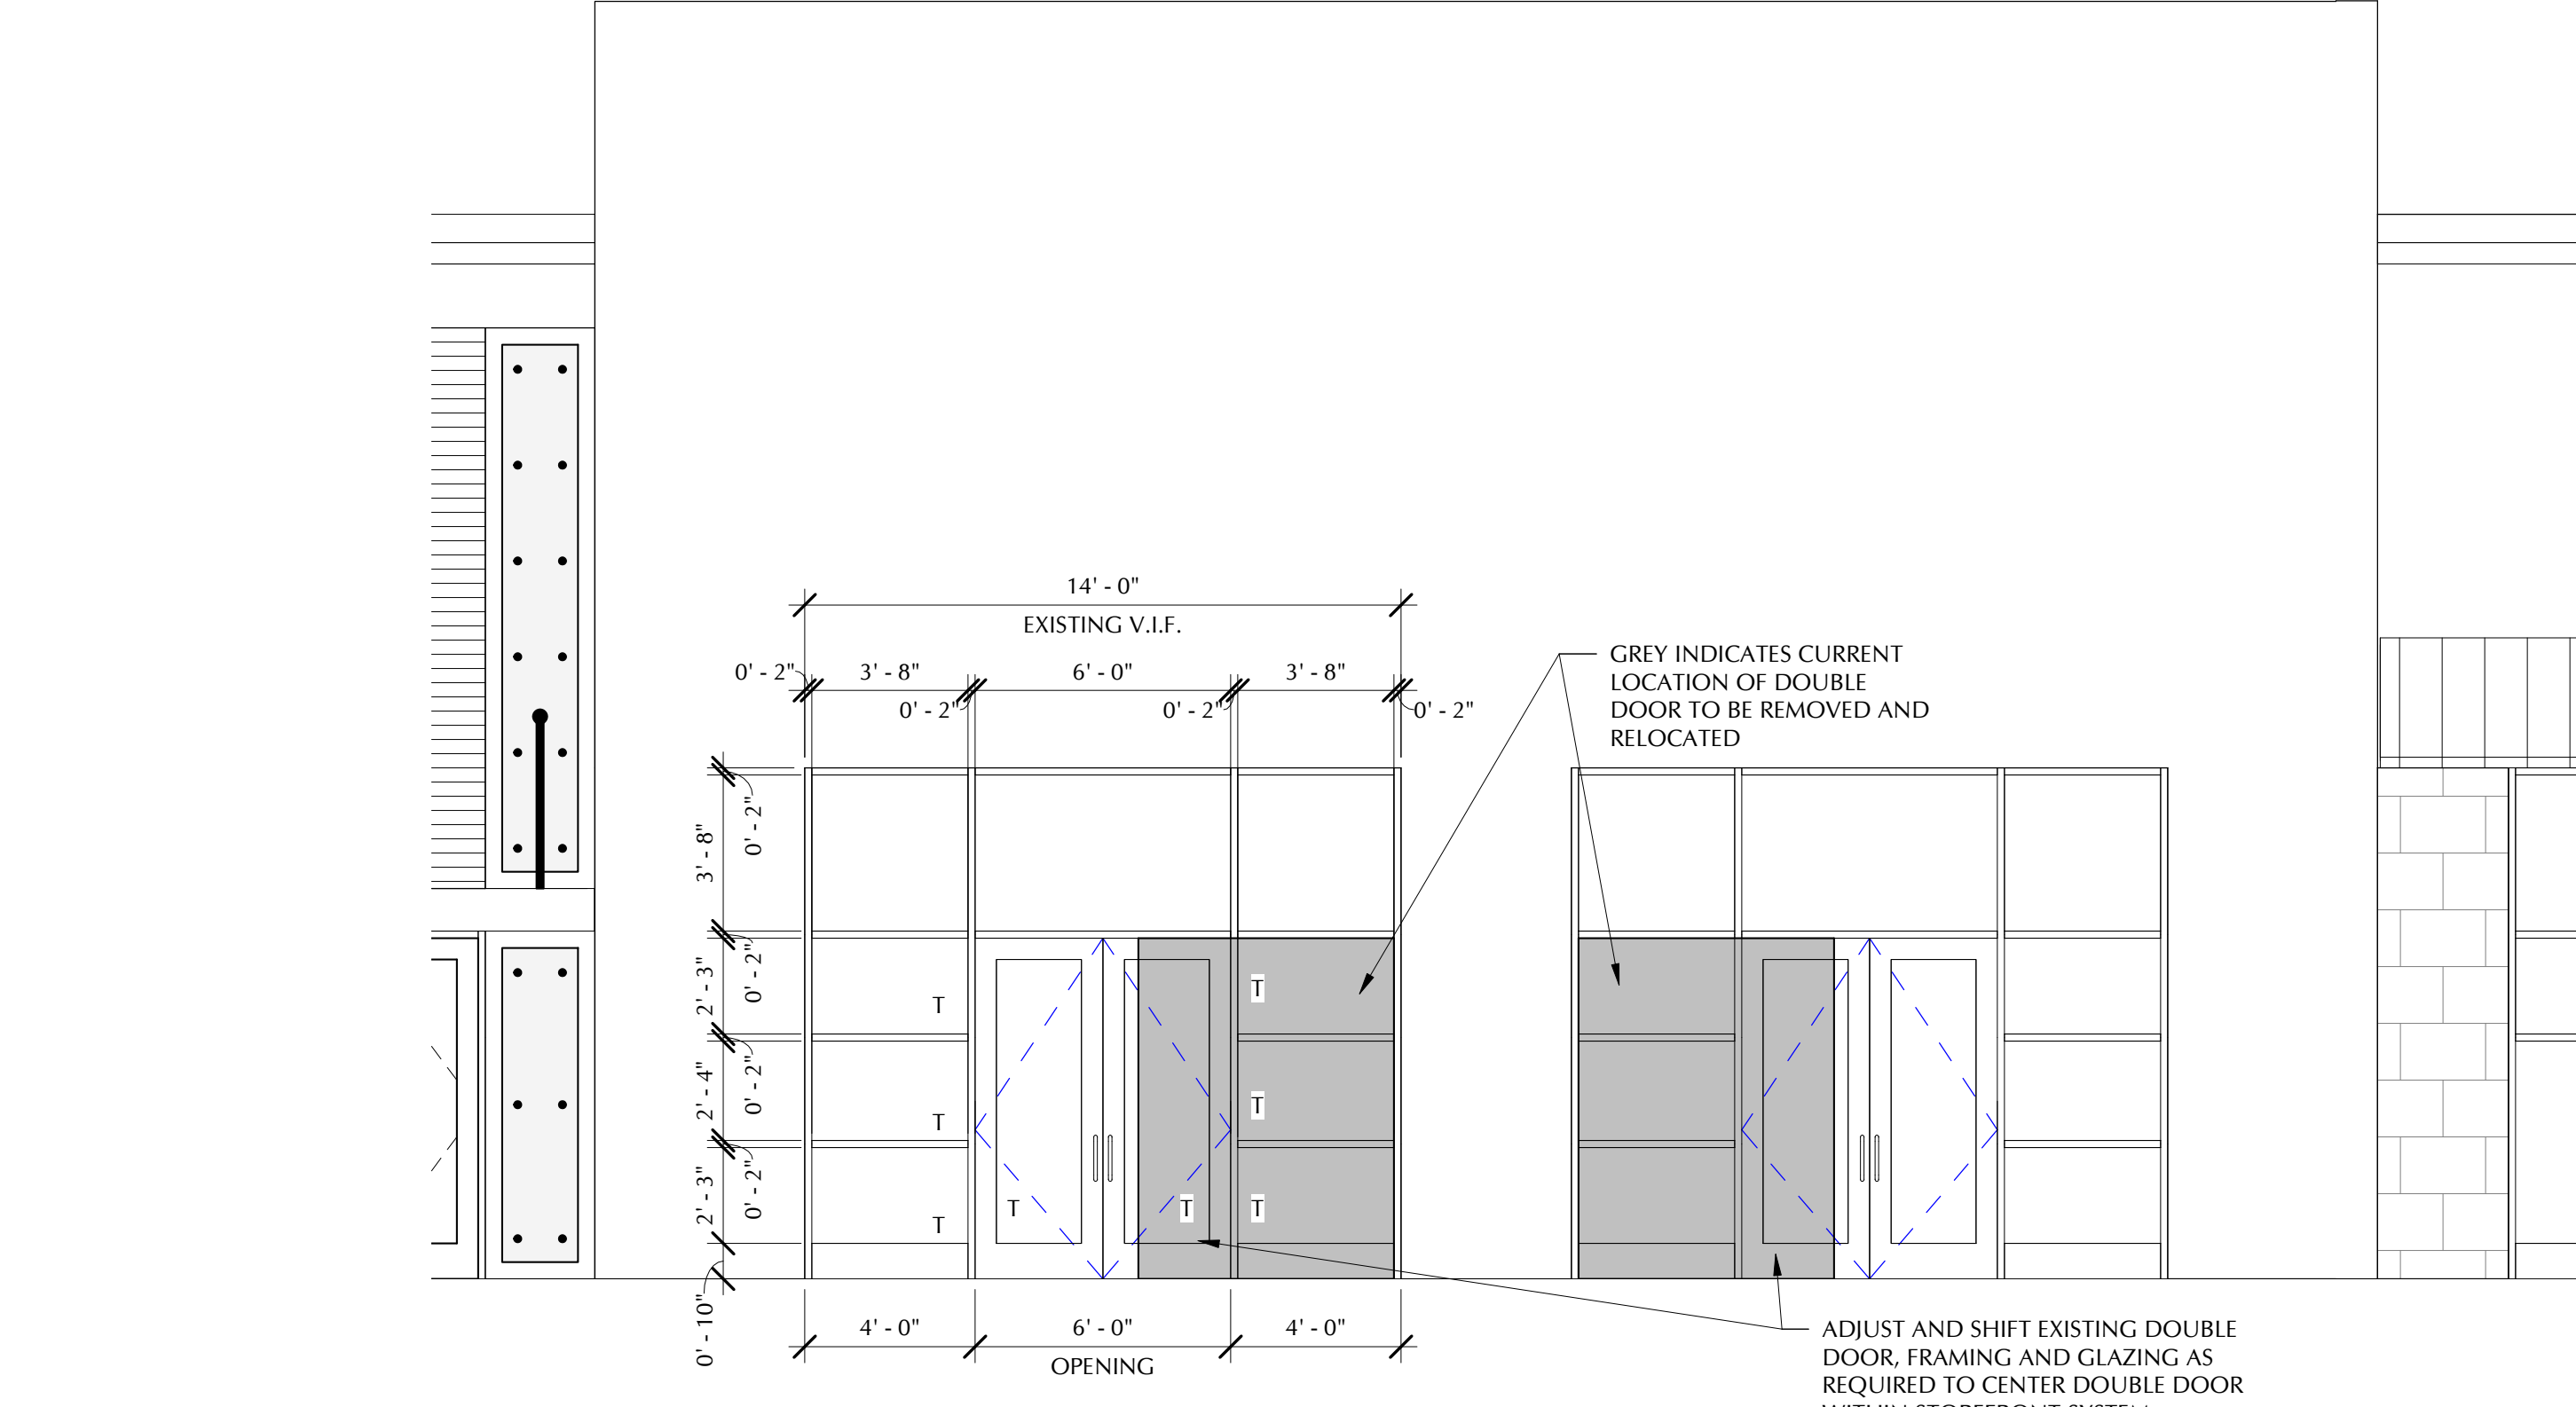 14' - 0"
EXISTING V.I.F.
0' - 2"
3' - 8"
6' - 0"
3' - 8"
0' - 2"
0' - 2"
0' - 2"
GREY INDICATES CURRENT
LOCATION OF DOUBLE
DOOR TO BE REMOVED AND
RELOCATED
3' - 8"
0' - 2"
2' - 3"
0' - 2"
2' - 4"
0' - 2"
2' - 3"
0' - 2"
0' - 10"
T
T
T
T
T
T
T
T
4' - 0"
6' - 0"
4' - 0"
OPENING
ADJUST AND SHIFT EXISTING DOUBLE
DOOR, FRAMING AND GLAZING AS
REQUIRED TO CENTER DOUBLE DOOR